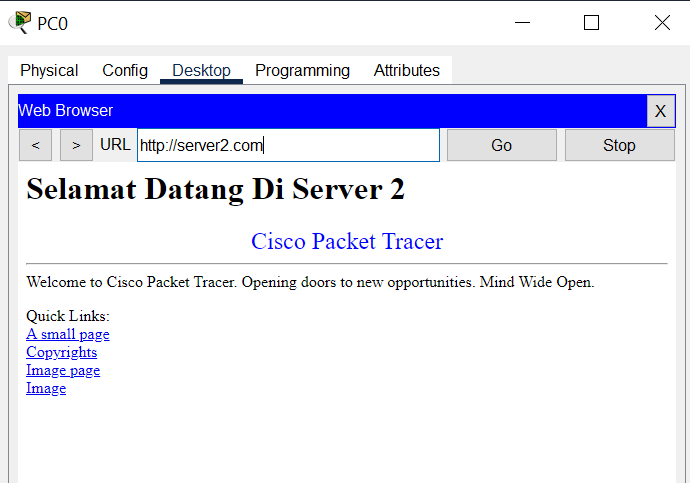 PC0
Physical Config Desktop Programming Attributes
Web Browser X
< > URL http://server2.com Go Stop
Selamat Datang Di Server 2
Cisco Packet Tracer
Welcome to Cisco Packet Tracer. Opening doors to new opportunities. Mind Wide Open.
Quick Links:
A small page
Copyrights
Image page
Image